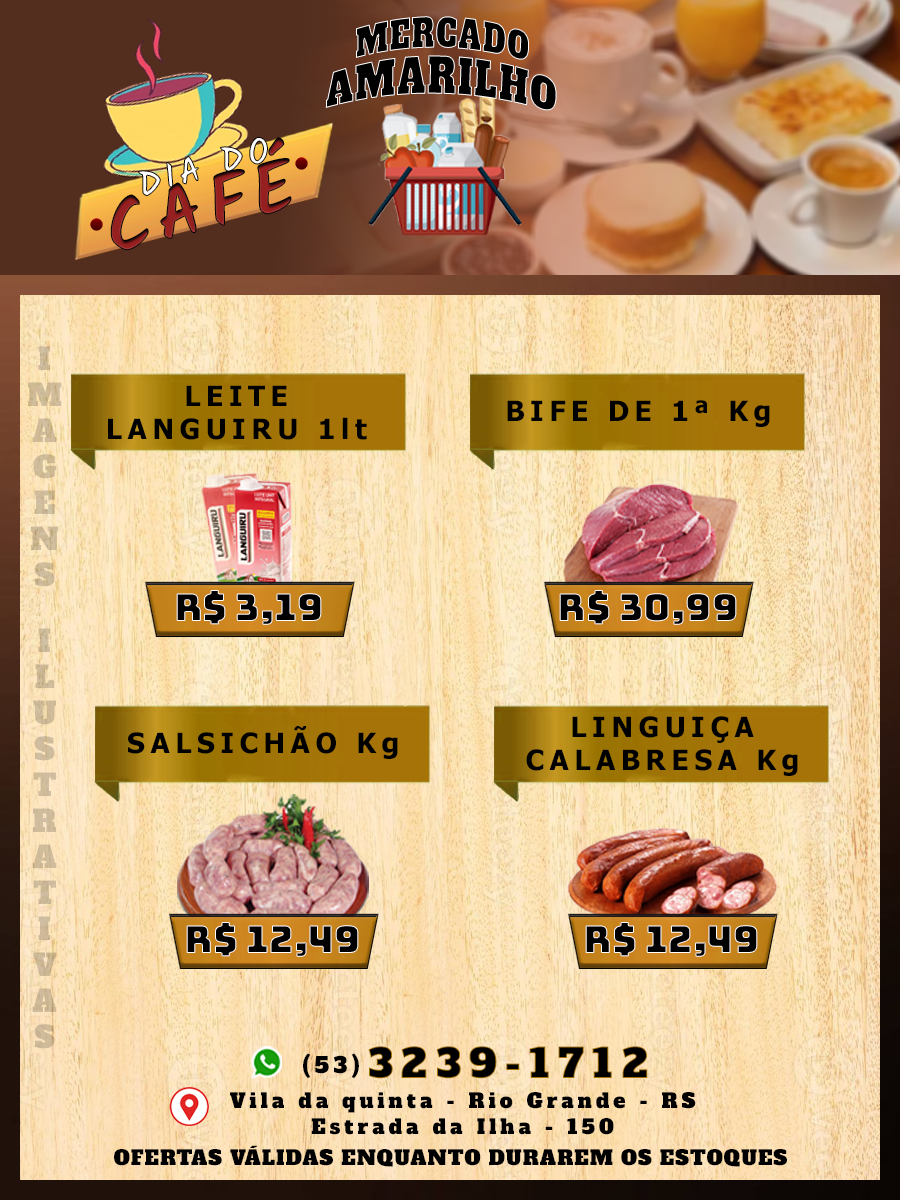 MERCADO
AMARILHO
DIA DO
CAFÉ
IMAGENS ILUSTRATIVAS
LEITE
LANGUIRU 1lt
BIFE DE 1ª Kg
LANGUIRU
LANGUIRU
R$ 3,19
R$ 30,99
SALSICHÃO Kg
LINGUIÇA
CALABRESA Kg
R$ 12,49
R$ 12,49
(53) 3239-1712
Vila da quinta - Rio Grande - RS
Estrada da Ilha - 150
OFERTAS VÁLIDAS ENQUANTO DURAREM OS ESTOQUES